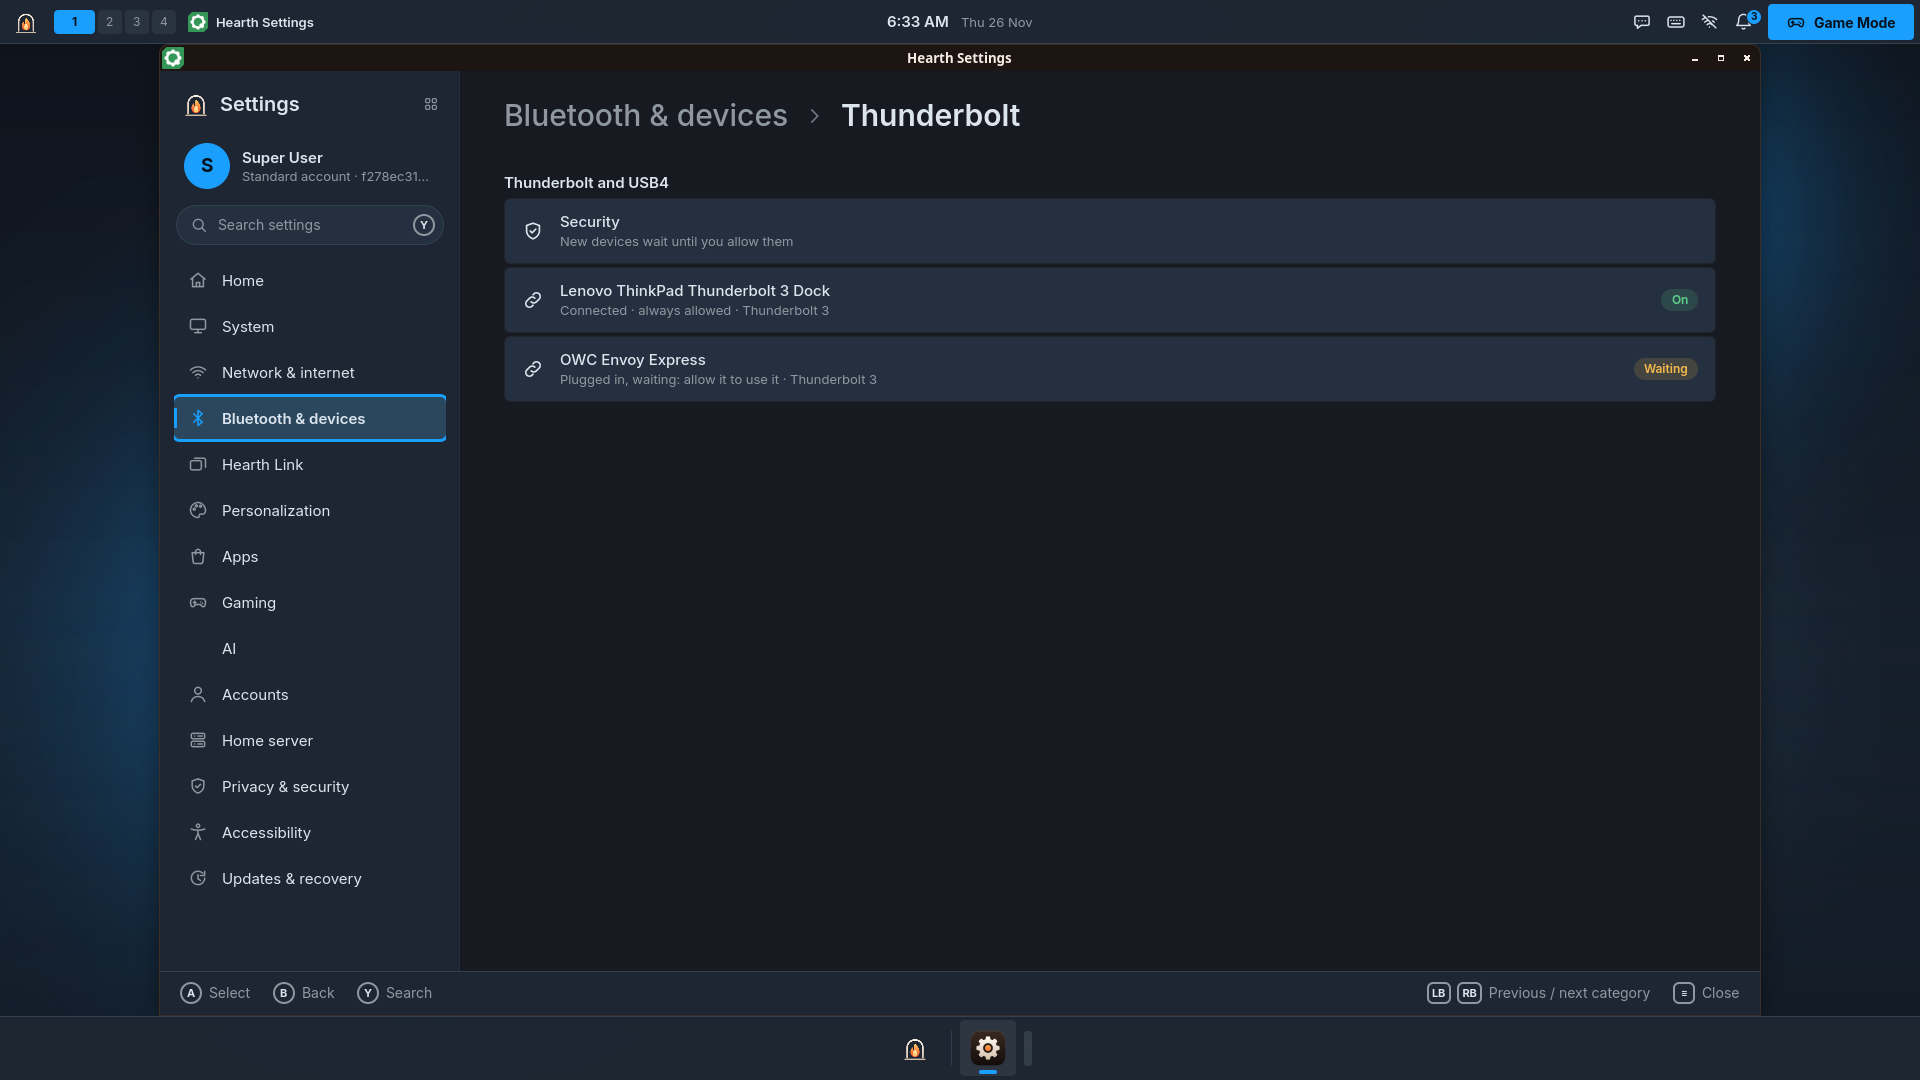 1 2 3 4 Hearth Settings 6:33 AM Thu 26 Nov 3 Game Mode
Hearth Settings
Settings
S Super User
Standard account · f278ec31...
Search settings Y
Home
System
Network & internet
Bluetooth & devices
Hearth Link
Personalization
Apps
Gaming
AI
Accounts
Home server
Privacy & security
Accessibility
Updates & recovery
Bluetooth & devices > Thunderbolt
Thunderbolt and USB4
Security
New devices wait until you allow them
Lenovo ThinkPad Thunderbolt 3 Dock
Connected · always allowed · Thunderbolt 3
On
OWC Envoy Express
Plugged in, waiting: allow it to use it · Thunderbolt 3
Waiting
A Select B Back Y Search LB RB Previous / next category ≡ Close